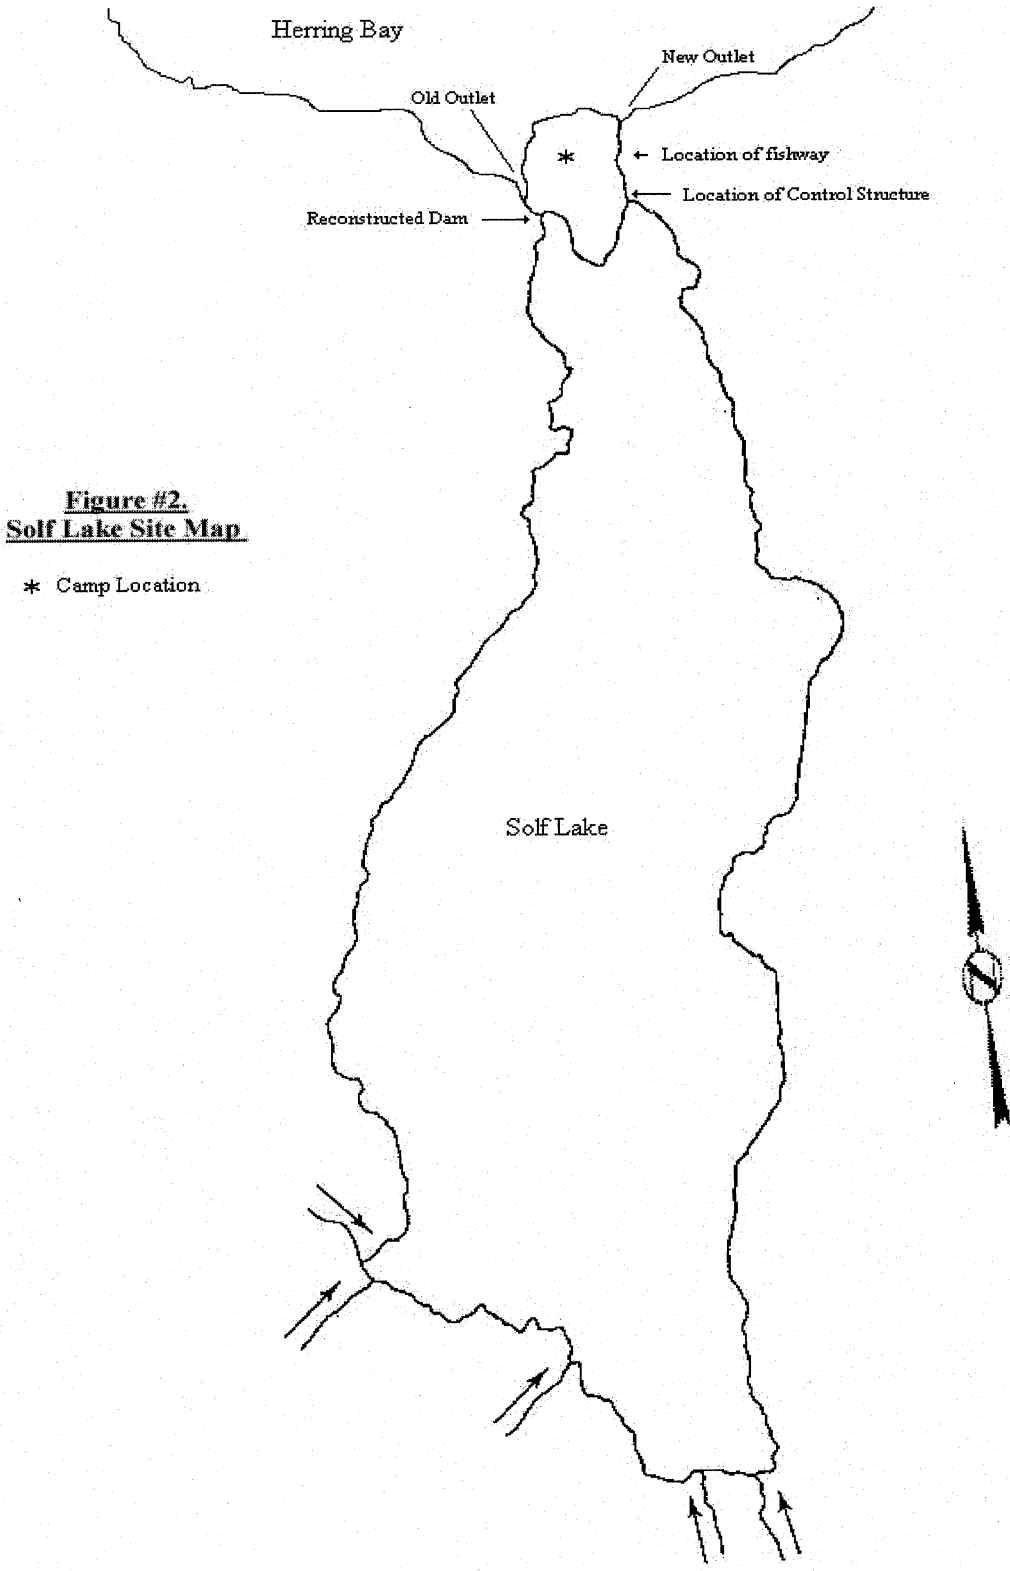 Herring Bay
New Outlet
Old Outlet
Location of fishway
Location of Control Structure
Reconstructed Dam
Figure #2.
Solf Lake Site Map
* Camp Location
Solf Lake